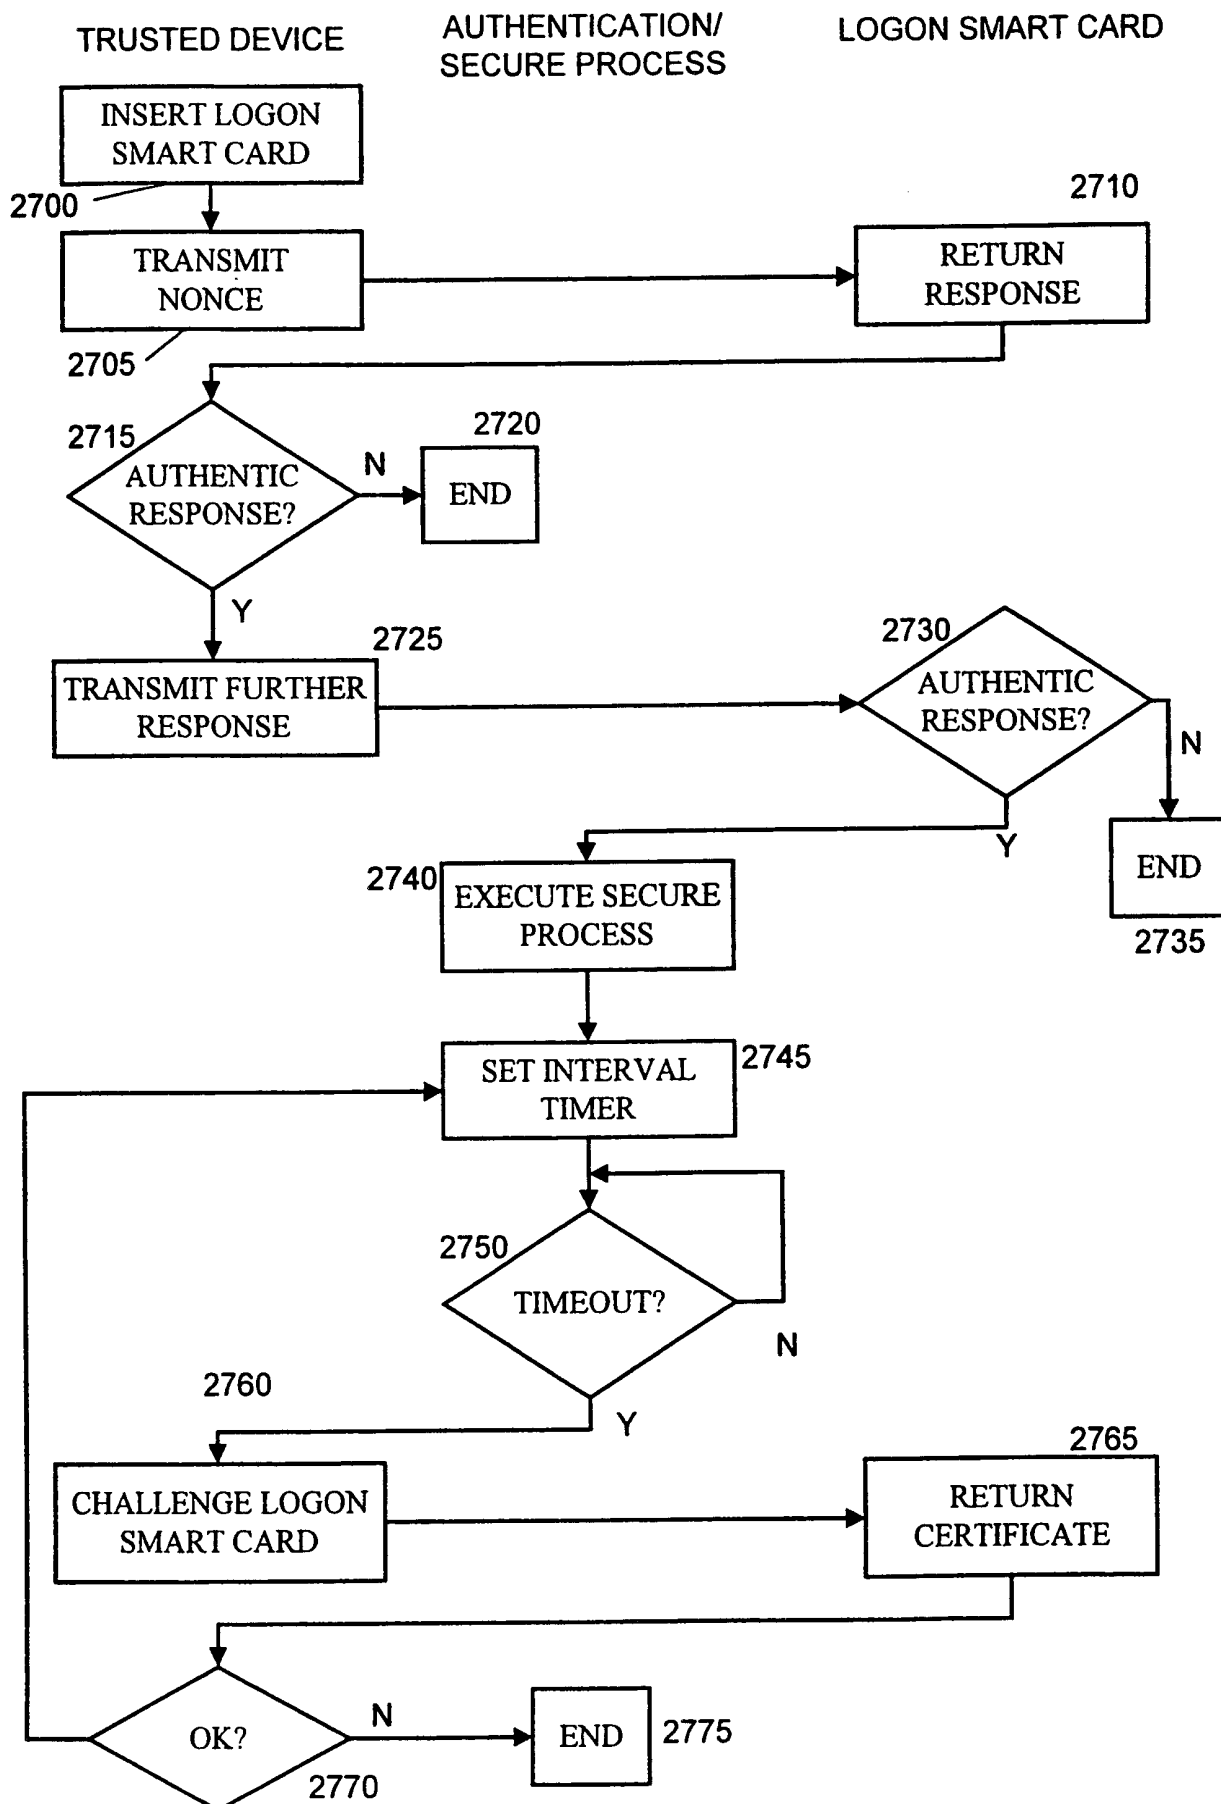 TRUSTED DEVICE
AUTHENTICATION/
SECURE PROCESS
LOGON SMART CARD
INSERT LOGON
SMART CARD
2700
2710
TRANSMIT
NONCE
RETURN
RESPONSE
2705
2715
2720
AUTHENTIC
RESPONSE?
N
END
Y
2725
2730
TRANSMIT FURTHER
RESPONSE
AUTHENTIC
RESPONSE?
N
Y
2740
EXECUTE SECURE
PROCESS
END
2735
SET INTERVAL
TIMER
2745
2750
TIMEOUT?
N
2760
Y
2765
CHALLENGE LOGON
SMART CARD
RETURN
CERTIFICATE
OK?
N
END
2775
2770